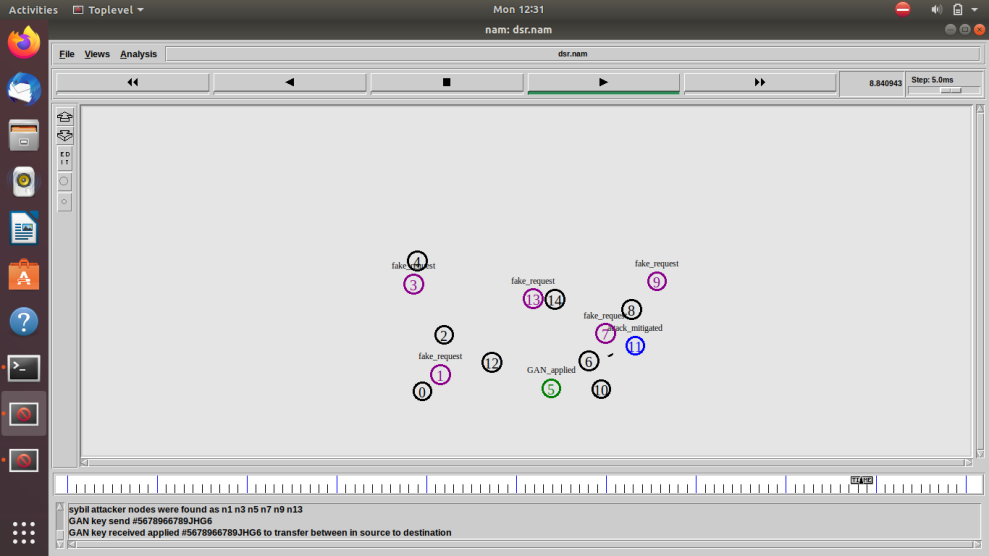 Activities Toplevel Mon 12:31
nam: dsr.nam
File Views Analysis dsr.nam
8.840943 Step: 5.0ms
E D
I T
4
fake_request
3
fake_request
9
fake_request
13 14
8
fake_request
7
attack_mitigated
11
2
fake_request
12
6
GAN_applied
1
5
10
0
sybil attacker nodes were found as n1 n3 n5 n7 n9 n13
GAN key send #5678966789JHG6
GAN key received applied #5678966789JHG6 to transfer between in source to destination